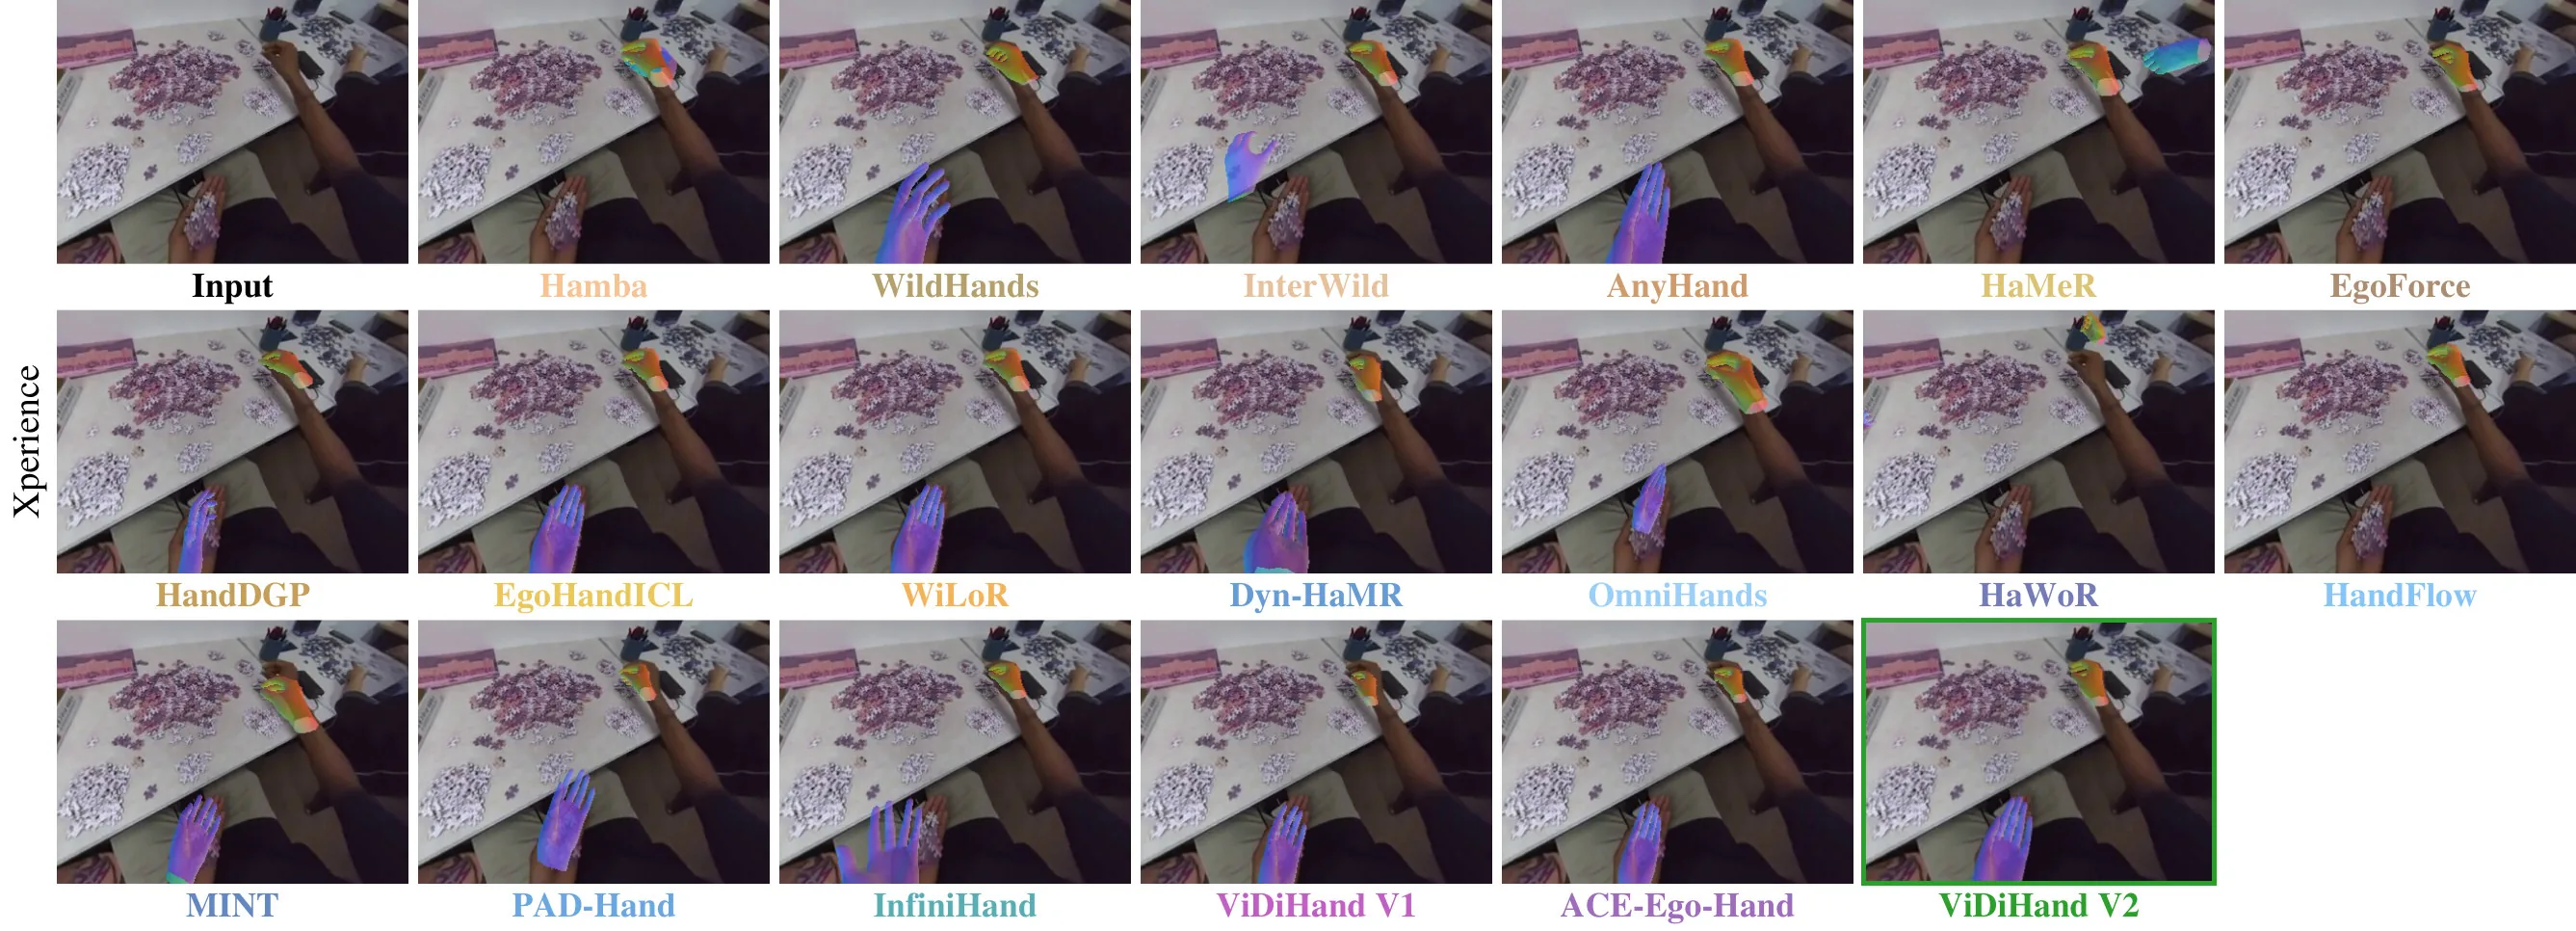 Input
Hamba
WildHands
InterWild
AnyHand
HaMeR
EgoForce
Xperience
HandDGP
EgoHandICL
WiLoR
Dyn-HaMR
OmniHands
HaWoR
HandFlow
MINT
PAD-Hand
InfiniHand
ViDiHand V1
ACE-Ego-Hand
ViDiHand V2